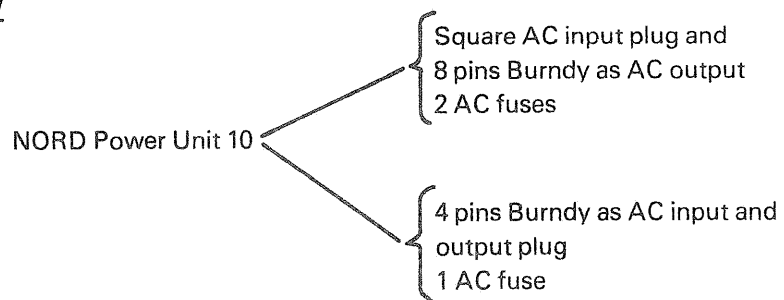 Square AC input plug and
8 pins Burndy as AC output
2 AC fuses
NORD Power Unit 10
4 pins Burndy as AC input and
output plug
1 AC fuse